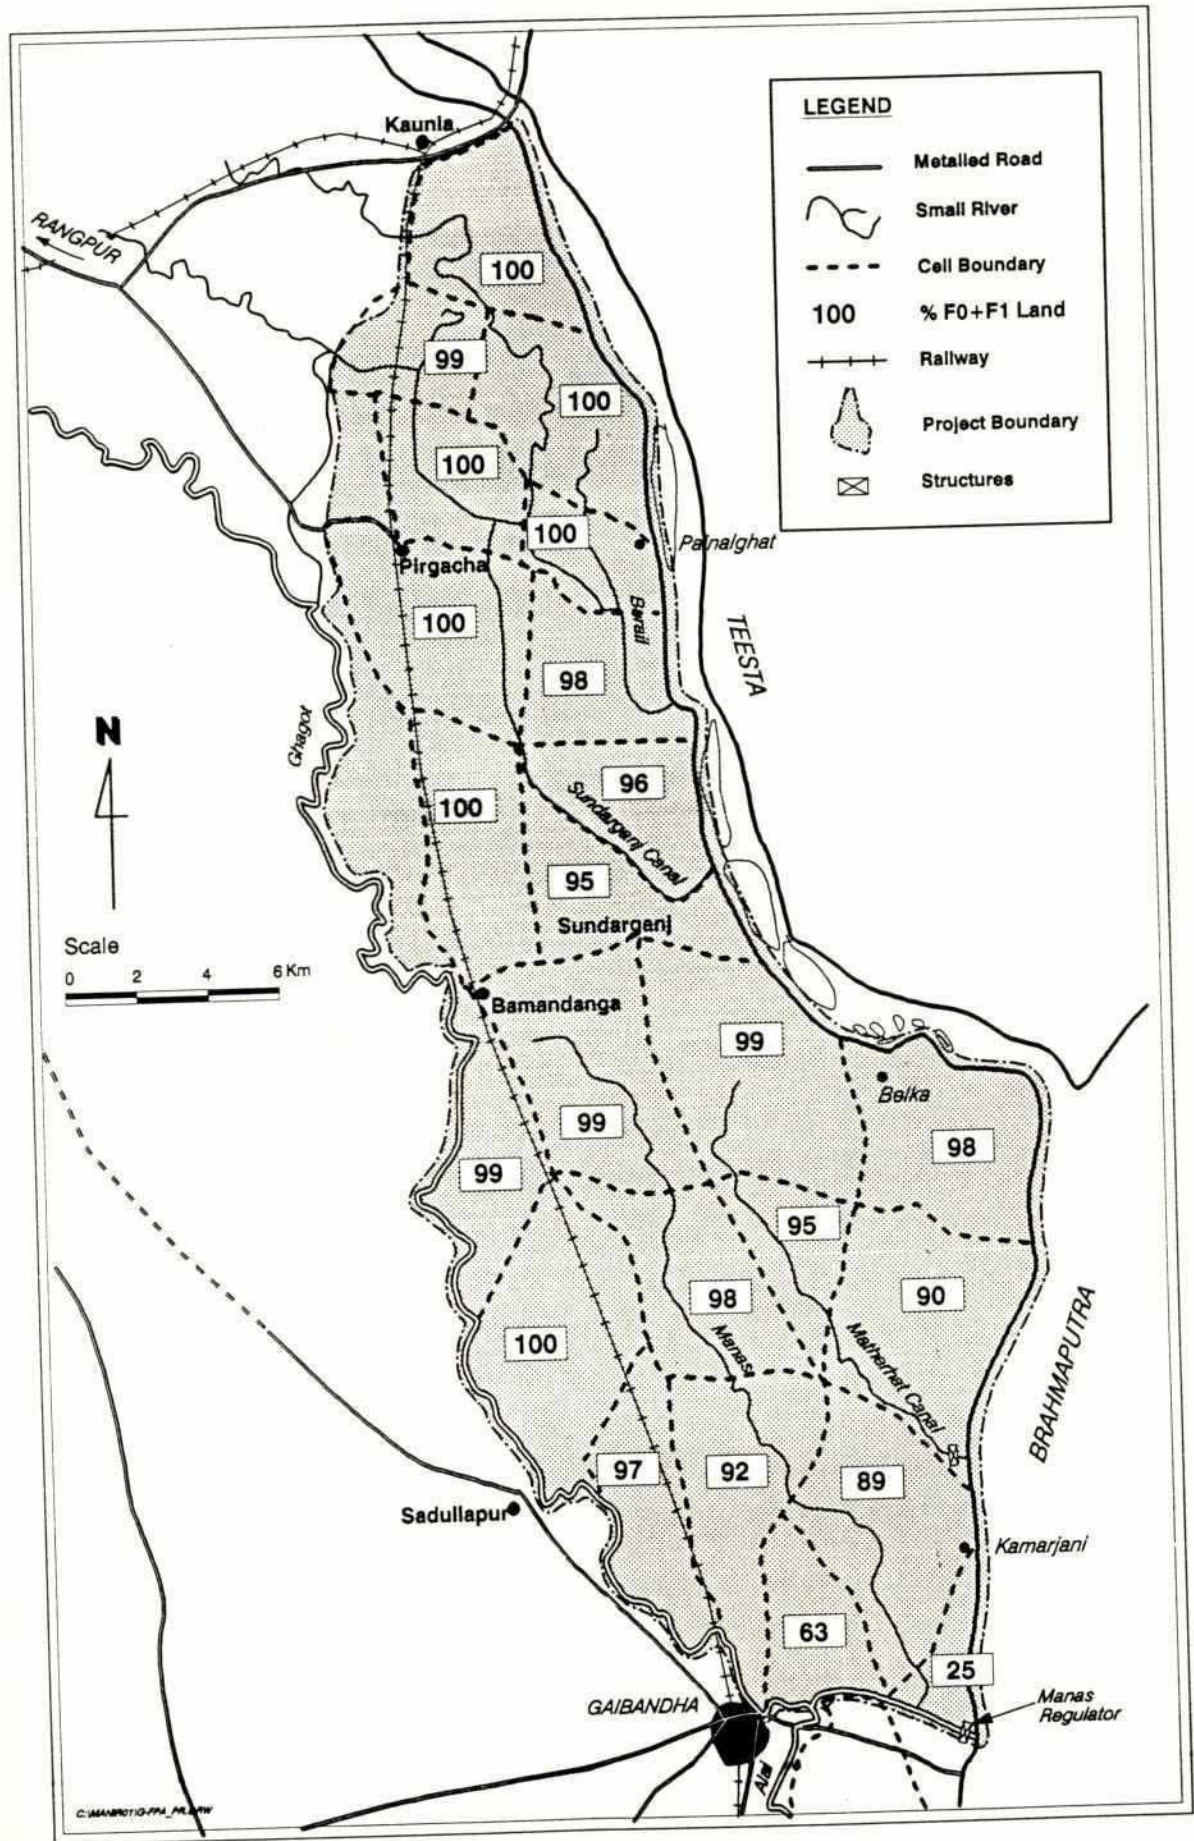 LEGEND
Metalled Road
Small River
Cell Boundary
100 % F0+F1 Land
Railway
Project Boundary
Structures
Kaunia
RANGPUR
100
99
100
100
100
Painalghat
Pirgacha
100
Burail
TEESTA
98
Ghagot
N
96
100
Sundarganj Canal
95
Sundarganj
Scale
0 2 4 6 Km
Bamandanga
99
Belka
99
98
99
95
90
98
100
Manas
Matherhat Canal
BRAHMAPUTRA
97
92
89
Sadullapur
Kamarjani
63
25
Manas
Regulator
GAIBANDHA
Alai